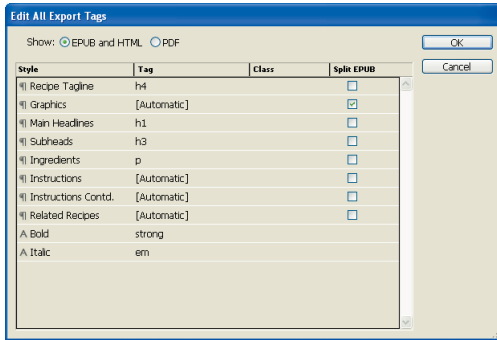 Edit All Export Tags
Show: EPUB and HTML PDF
OK
Cancel
Style Tag Class Split EPUB
¶ Recipe Tagline h4
¶ Graphics [Automatic]
¶ Main Headlines h1
¶ Subheads h3
¶ Ingredients p
¶ Instructions [Automatic]
¶ Instructions Contd. [Automatic]
¶ Related Recipes [Automatic]
A Bold strong
A Italic em